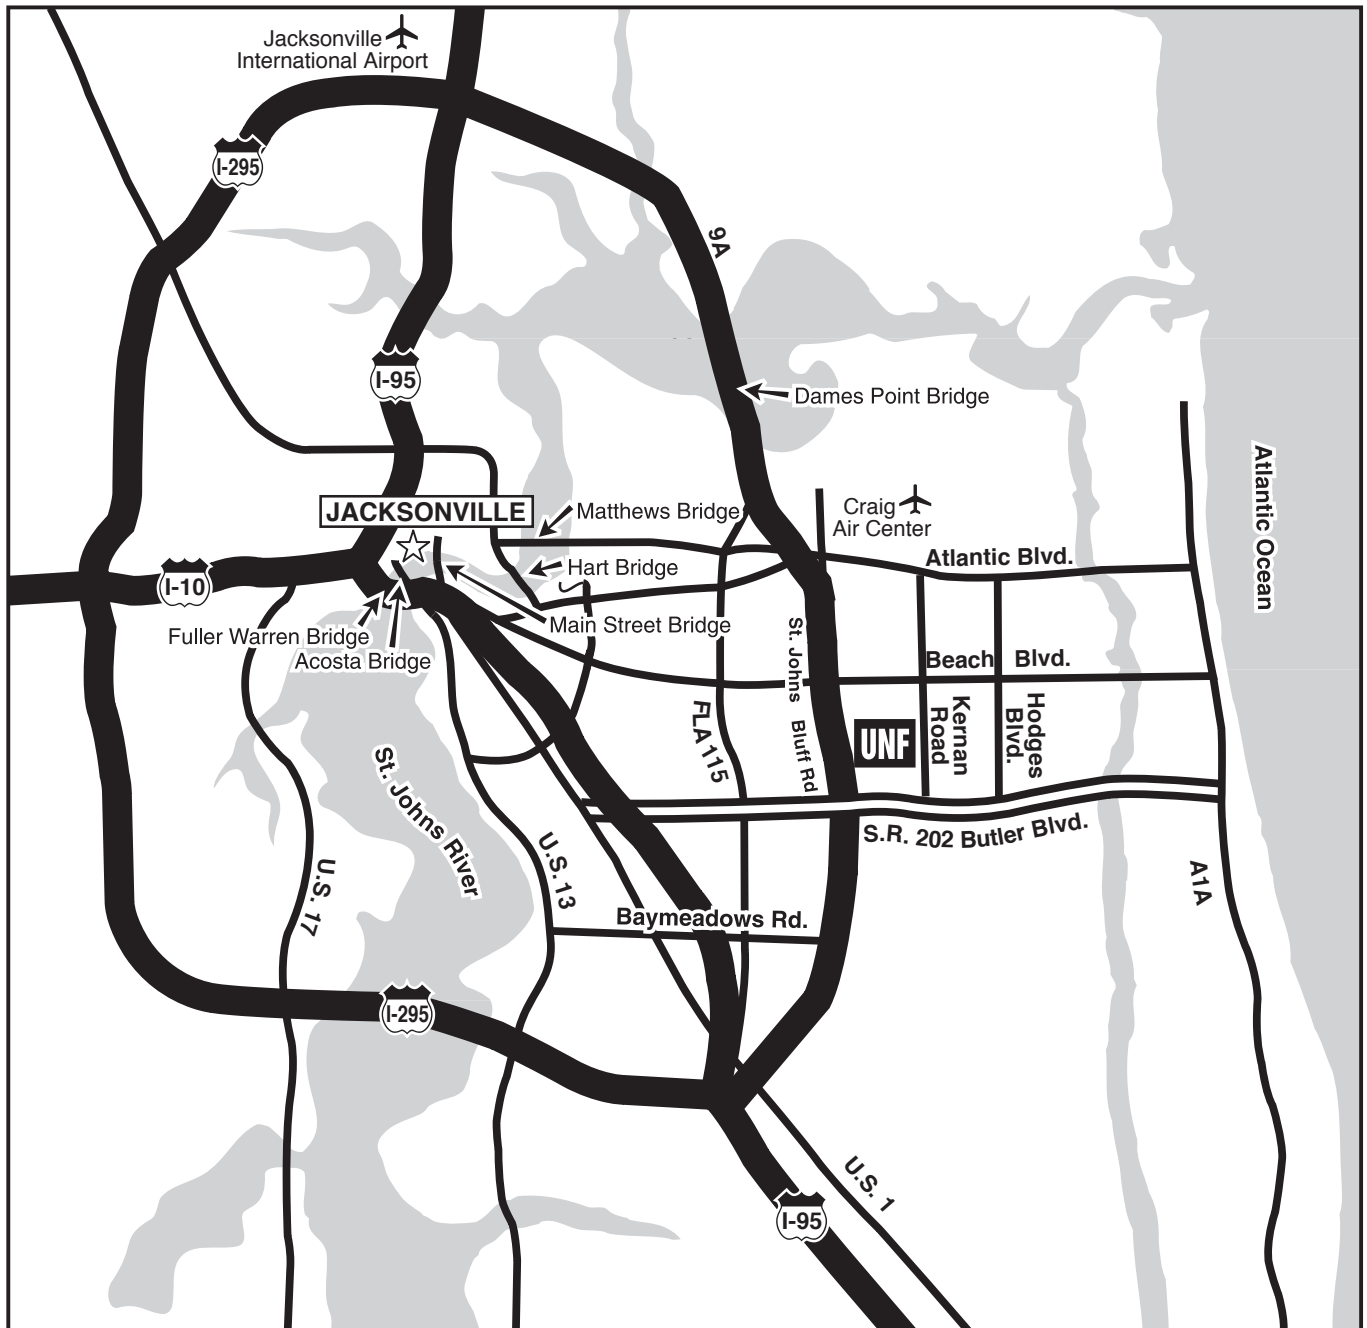 Jacksonville
International Airport
I-295
9A
I-95
Dames Point Bridge
Atlantic Ocean
JACKSONVILLE
Matthews Bridge
Craig
Air Center
Atlantic Blvd.
I-10
Hart Bridge
Fuller Warren Bridge
Main Street Bridge
Acosta Bridge
St. Johns Bluff Rd
Beach Blvd.
FLA 115
UNF
Kernan
Road
Hodges
Blvd.
St. Johns River
U.S. 13
S.R. 202 Butler Blvd.
U.S. 17
A1A
Baymeadows Rd.
I-295
U.S. 1
I-95